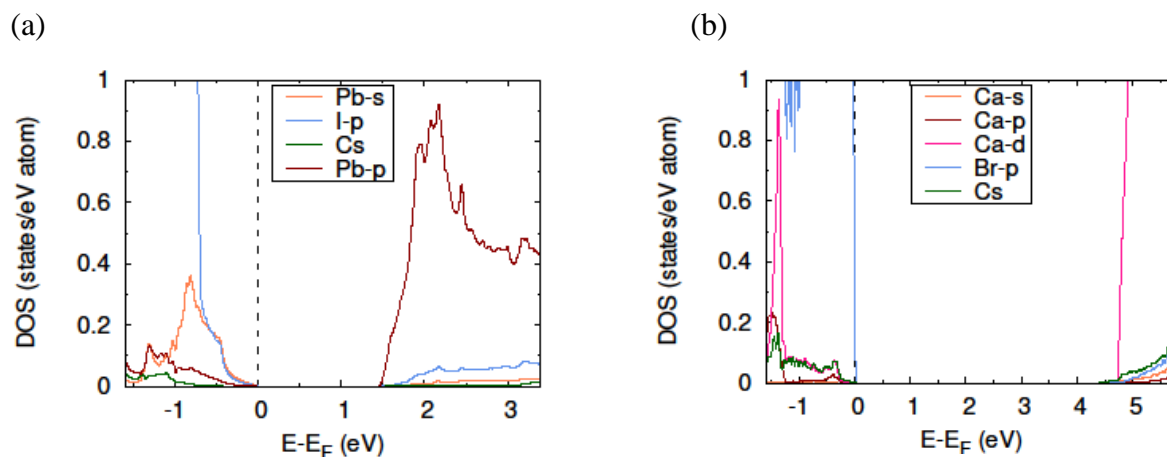 (a)
(b)
DOS (states/eV atom)
1
0.8
0.6
0.4
0.2
0
-1
0
1
2
3
E-E_F (eV)
Pb-s
I-p
Cs
Pb-p
DOS (states/eV atom)
1
0.8
0.6
0.4
0.2
0
-1
0
1
2
3
4
5
E-E_F (eV)
Ca-s
Ca-p
Ca-d
Br-p
Cs